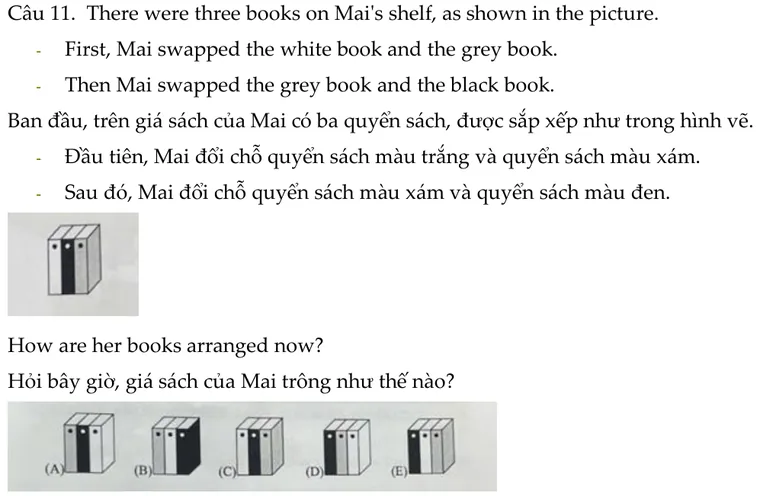 Câu 11. There were three books on Mai's shelf, as shown in the picture.
- First, Mai swapped the white book and the grey book.
- Then Mai swapped the grey book and the black book.
Ban đầu, trên giá sách của Mai có ba quyển sách, được sắp xếp như trong hình vẽ.
- Đầu tiên, Mai đổi chỗ quyển sách màu trắng và quyển sách màu xám.
- Sau đó, Mai đổi chỗ quyển sách màu xám và quyển sách màu đen.
How are her books arranged now?
Hỏi bây giờ, giá sách của Mai trông như thế nào?
(A) (B) (C) (D) (E)